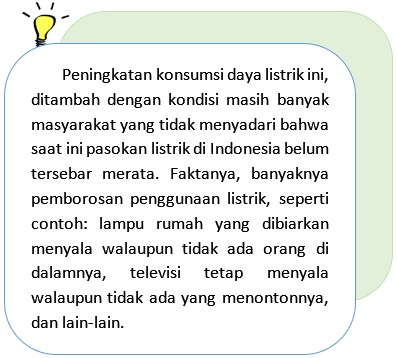 Peningkatan konsumsi daya listrik ini,
ditambah dengan kondisi masih banyak
masyarakat yang tidak menyadari bahwa
saat ini pasokan listrik di Indonesia belum
tersebar merata. Faktanya, banyaknya
pemborosan penggunaan listrik, seperti
contoh: lampu rumah yang dibiarkan
menyala walaupun tidak ada orang di
dalamnya, televisi tetap menyala
walaupun tidak ada yang menontonnya,
dan lain-lain.